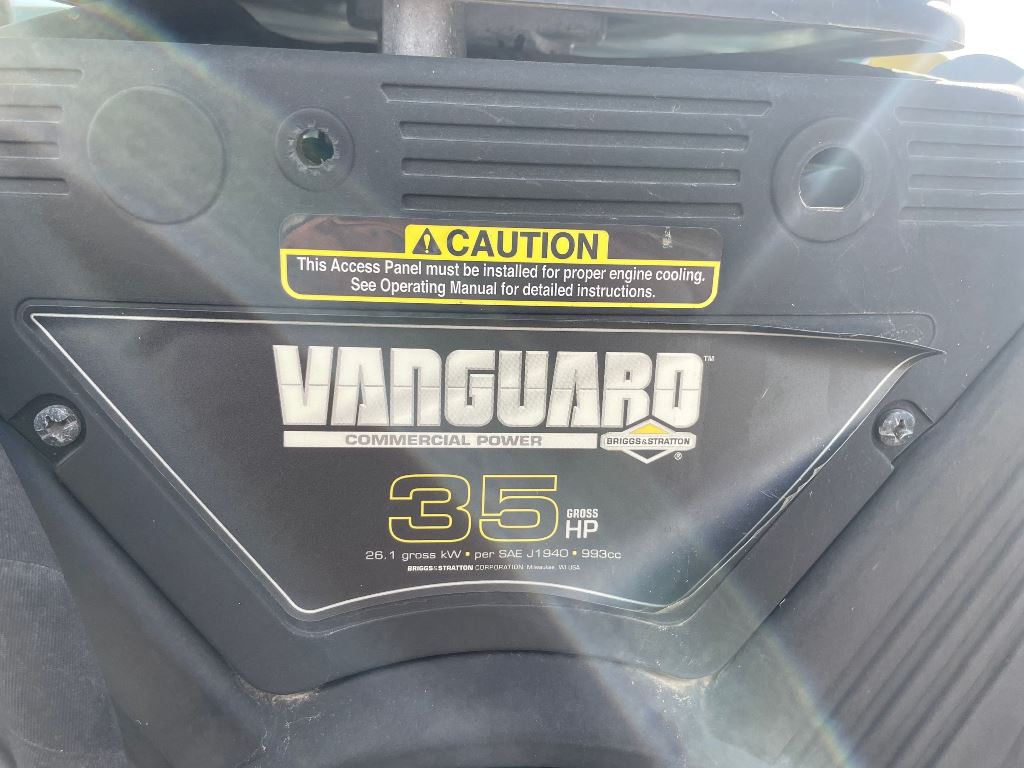 CAUTION
This Access Panel must be installed for proper engine cooling.
See Operating Manual for detailed instructions.
VANGUARD™
COMMERCIAL POWER
BRIGGS&STRATTON
®
35 GROSS HP
26.1 gross kW • per SAE J1940 • 993cc
BRIGGS&STRATTON CORPORATION Milwaukee, WI USA